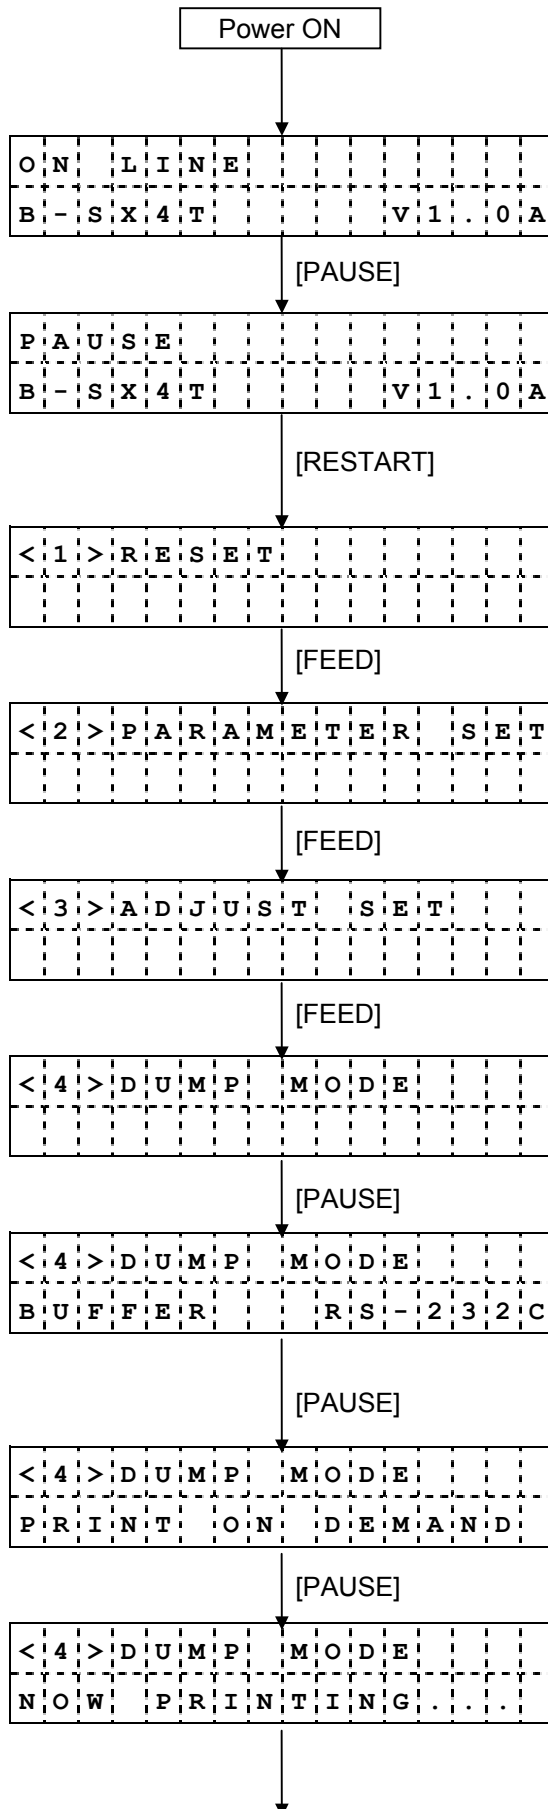 Power ON
ON LINE
B-SX4T V1.0A
[PAUSE]
PAUSE
B-SX4T V1.0A
[RESTART]
<1>RESET
[FEED]
<2>PARAMETER SET
[FEED]
<3>ADJUST SET
[FEED]
<4>DUMP MODE
[PAUSE]
<4>DUMP MODE
BUFFER RS-232C
[PAUSE]
<4>DUMP MODE
PRINT ON DEMAND
[PAUSE]
<4>DUMP MODE
NOW PRINTING...